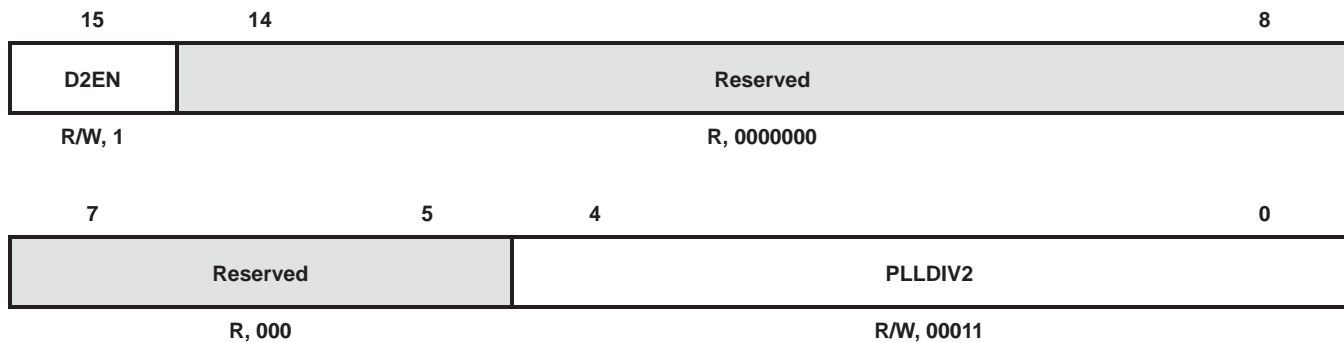 15 14 8
D2EN Reserved
R/W, 1 R, 0000000
7 5 4 0
Reserved PLLDIV2
R, 000 R/W, 00011